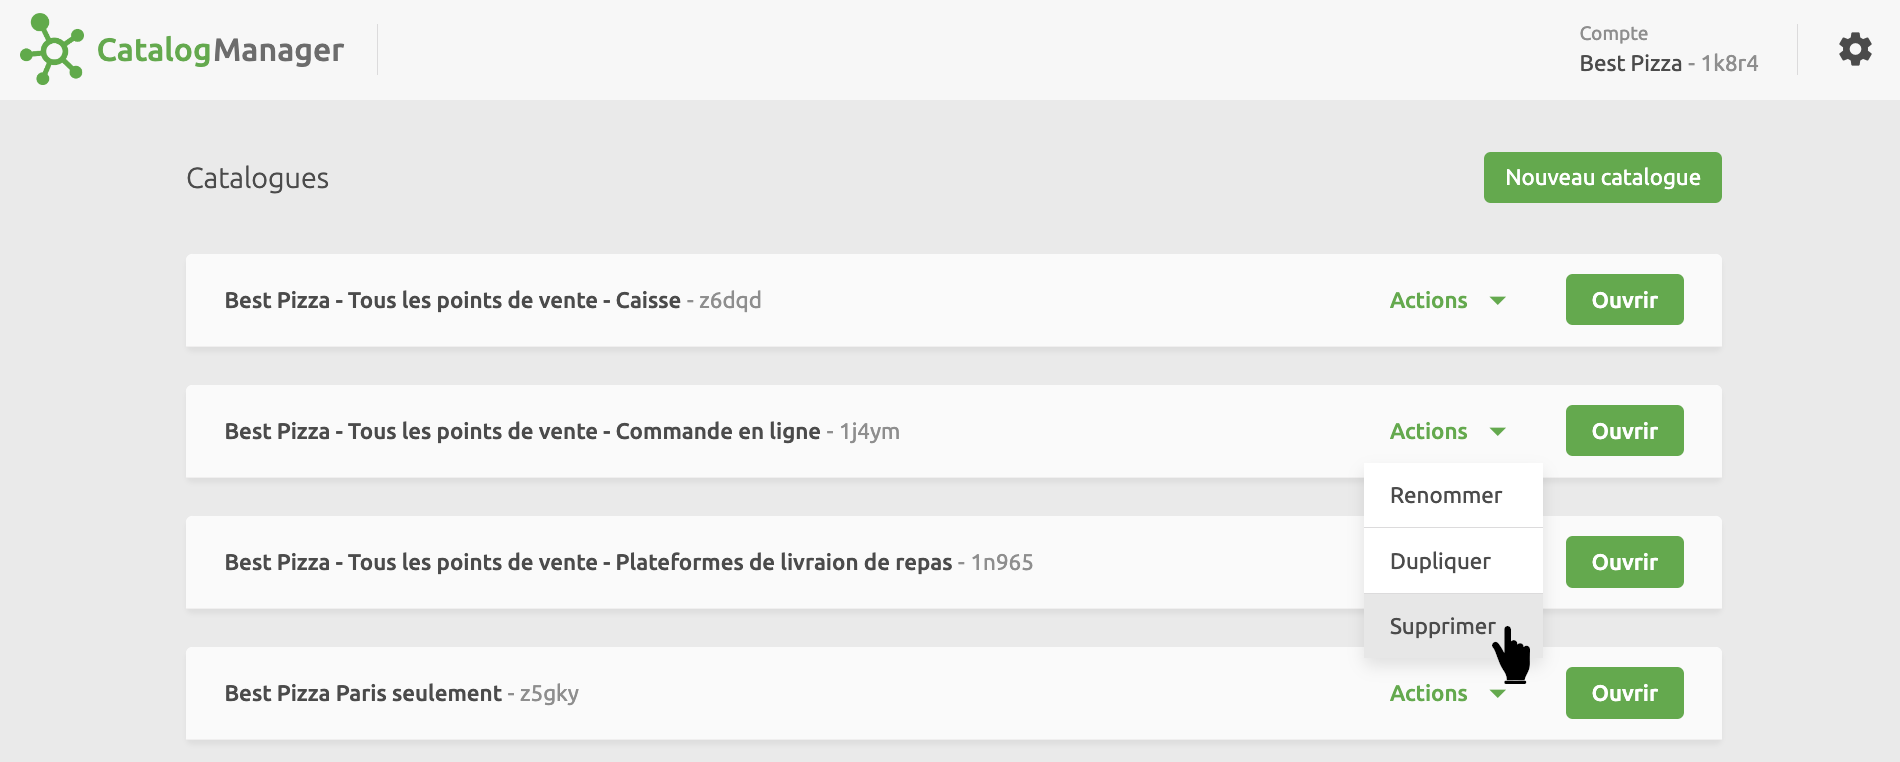 CatalogManager
Compte
Best Pizza - 1k8r4
Catalogues
Nouveau catalogue
Best Pizza - Tous les points de vente - Caisse - z6dqd
Actions
Ouvrir
Best Pizza - Tous les points de vente - Commande en ligne - 1j4ym
Actions
Ouvrir
Renommer
Dupliquer
Supprimer
Best Pizza - Tous les points de vente - Plateformes de livraion de repas - 1n965
Ouvrir
Best Pizza Paris seulement - z5gky
Actions
Ouvrir